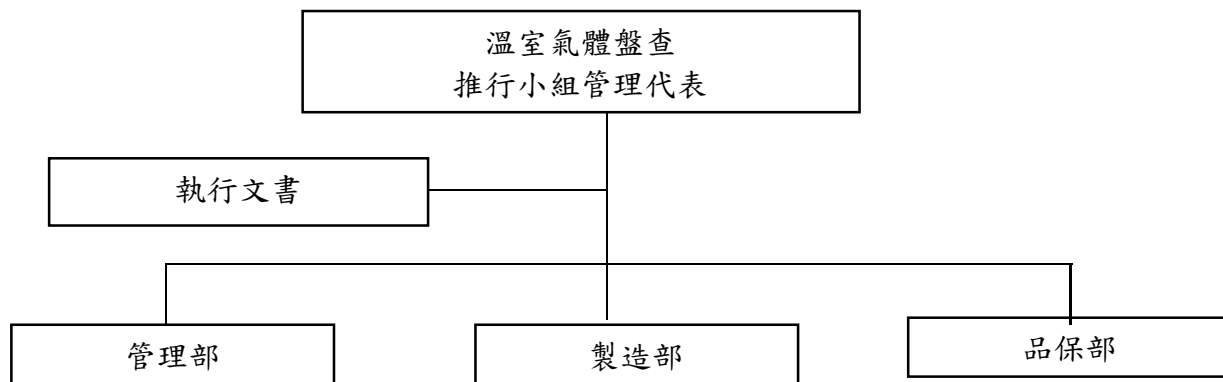 溫室氣體盤查
推行小組管理代表
執行文書
管理部
製造部
品保部